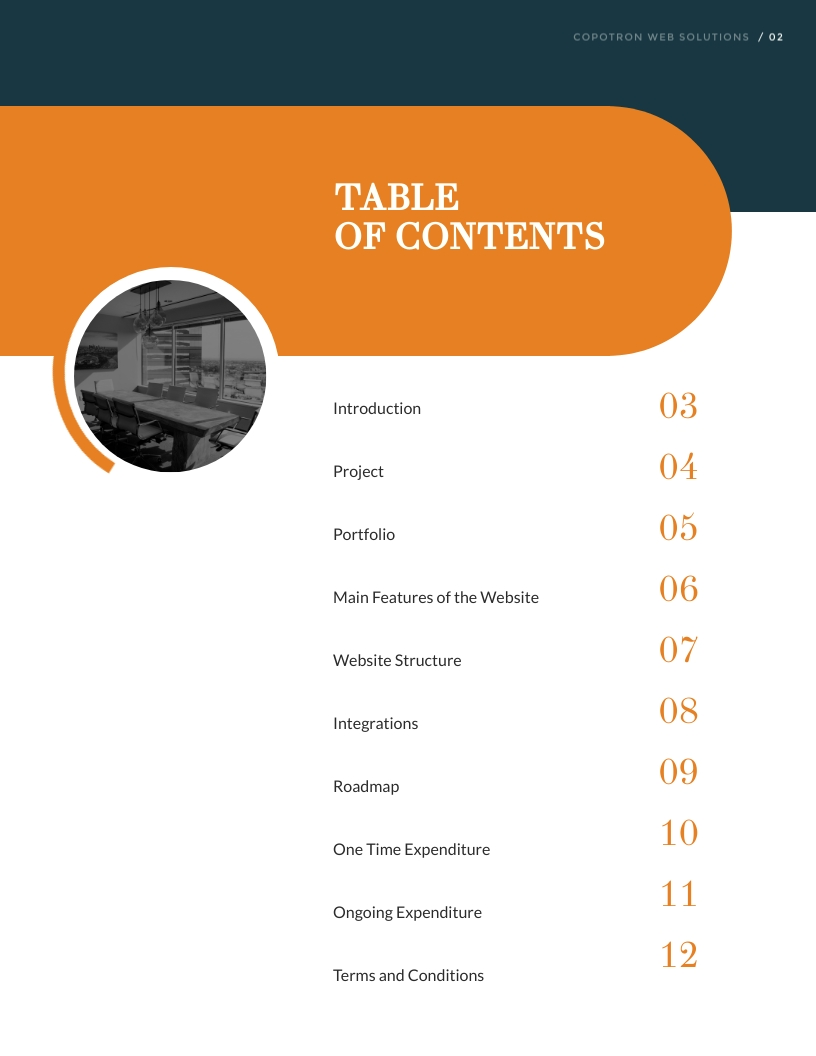 COPOTRON WEB SOLUTIONS / 02
TABLE
OF CONTENTS
Introduction 03
Project 04
Portfolio 05
Main Features of the Website 06
Website Structure 07
Integrations 08
Roadmap 09
One Time Expenditure 10
Ongoing Expenditure 11
Terms and Conditions 12